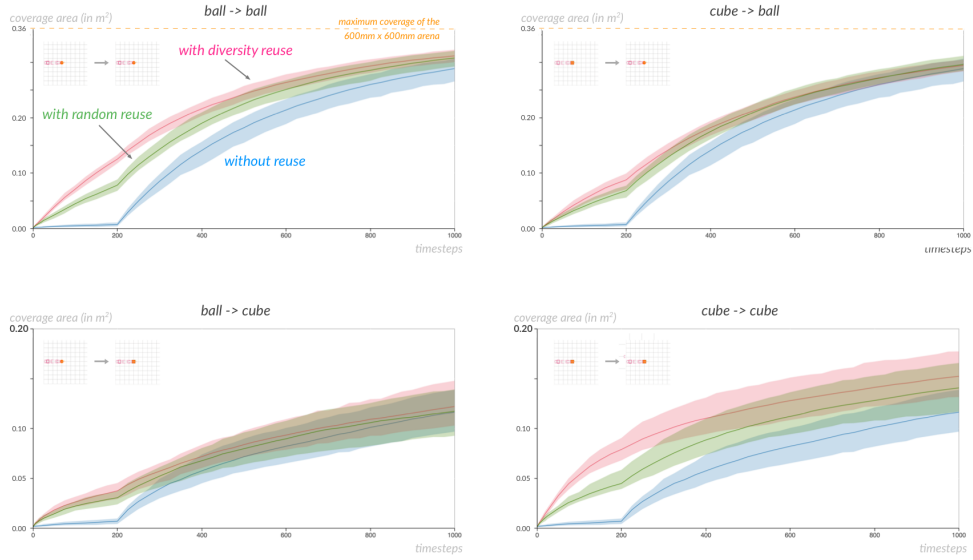 ball -> ball
coverage area (in m²)
0.36
maximum coverage of the
600mm x 600mm arena
with diversity reuse
with random reuse
without reuse
0.20
0.10
0.00
0 200 400 600 800 1000
timesteps
cube -> ball
coverage area (in m²)
0.36
0.20
0.10
0.00
0 200 400 600 800 1000
timesteps
ball -> cube
coverage area (in m²)
0.20
0.10
0.05
0.00
0 200 400 600 800 1000
timesteps
cube -> cube
coverage area (in m²)
0.20
0.10
0.05
0.00
0 200 400 600 800 1000
timesteps